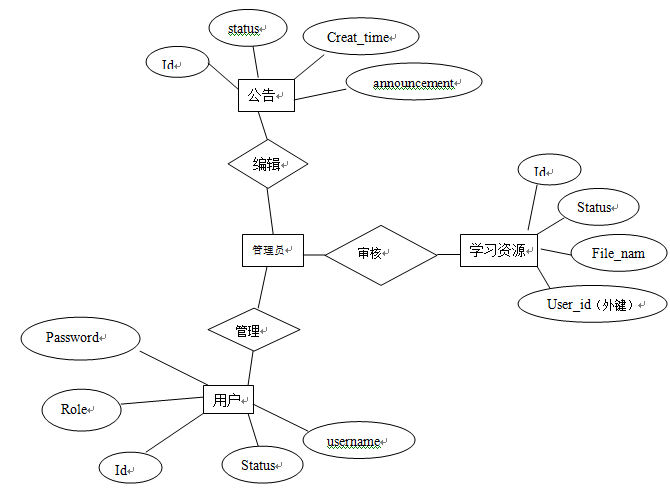 status
Creat_time
Id
announcement
公告
编辑
Id
Status
管理员
审核
学习资源
File_nam
User_id（外键）
管理
Password
用户
Role
username
Id
Status